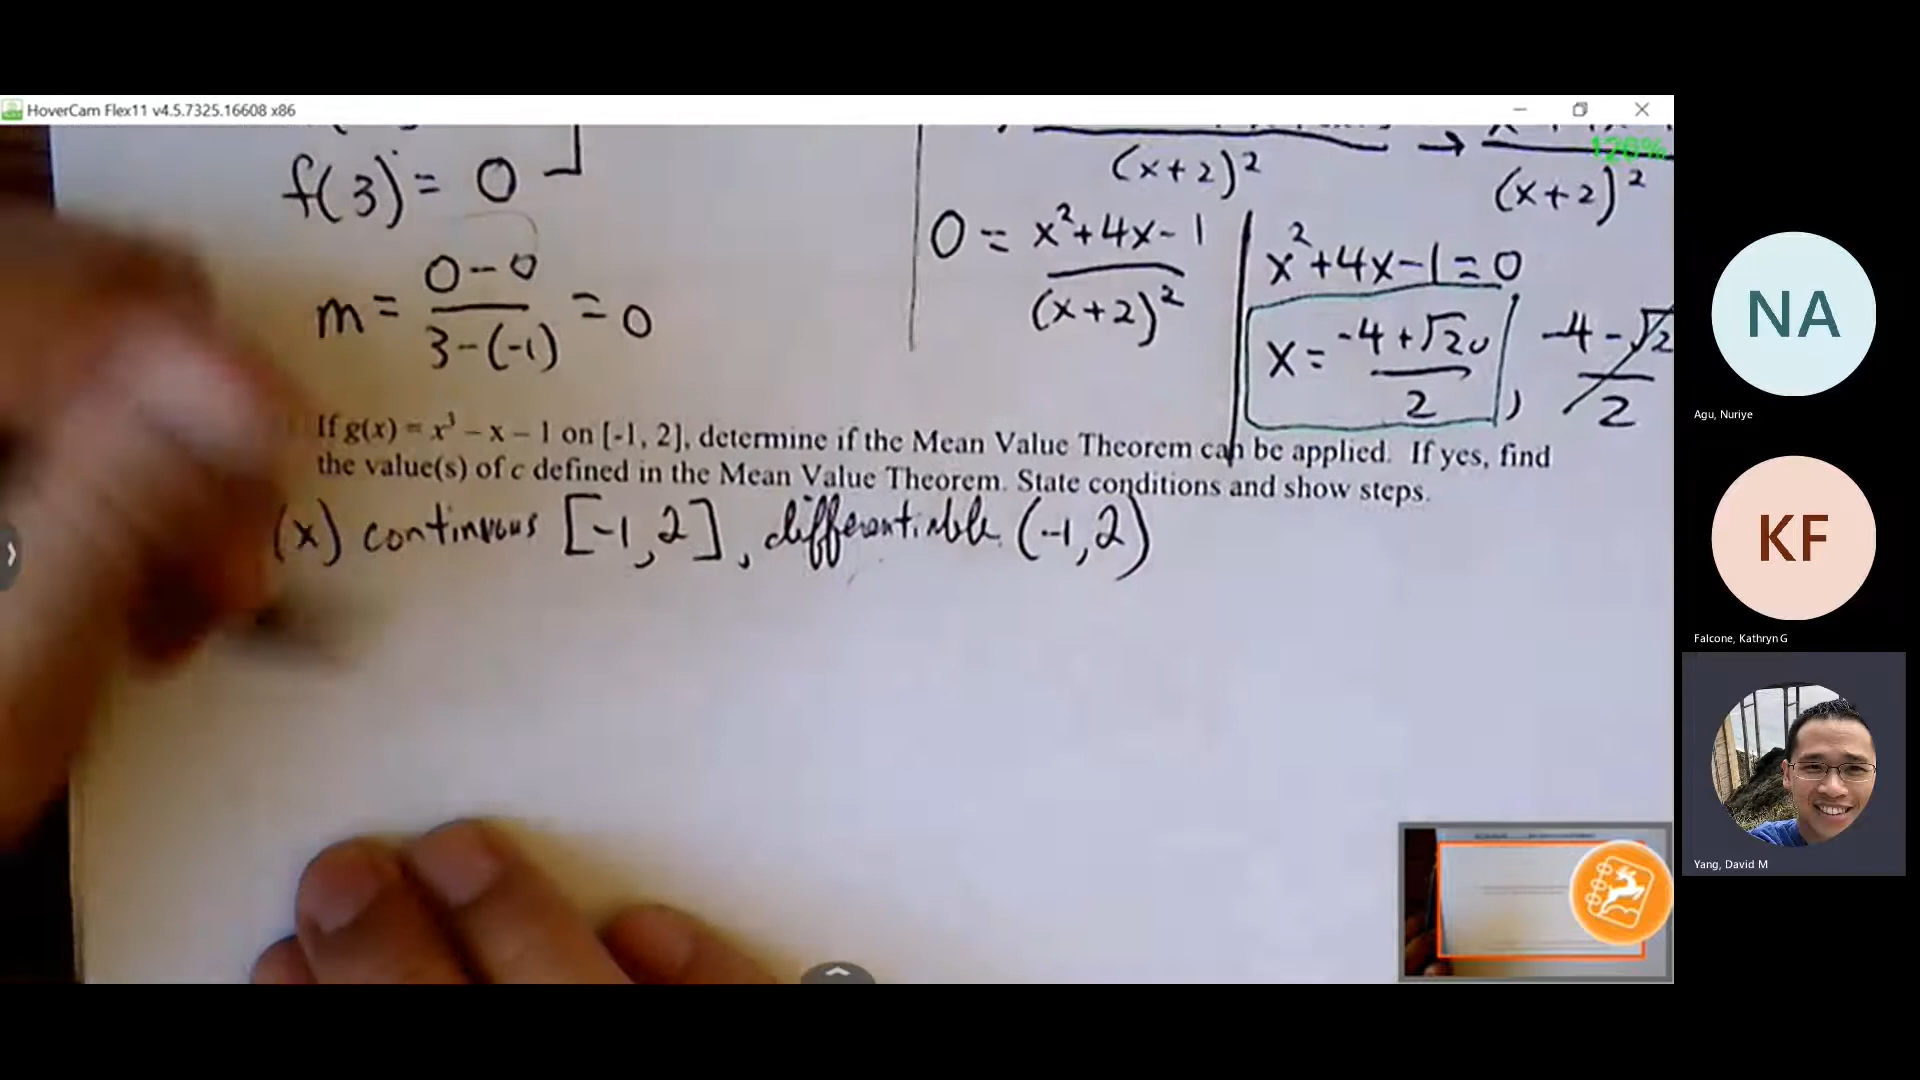 HoverCam Flex11 v4.5.7325.16608 x86
120%
f(3) = 0
m = 0-0 / 3-(-1) = 0
(x+2)² → (x+2)²
0 = x²+4x-1 / (x+2)²
x²+4x-1=0
x = -4+√20 / 2 , -4-√2 / 2
If g(x) = x³ – x – 1 on [-1, 2], determine if the Mean Value Theorem can be applied. If yes, find
the value(s) of c defined in the Mean Value Theorem. State conditions and show steps.
(x) continuous [-1,2], differentiable (-1,2)
NA
Agu, Nuriye
KF
Falcone, Kathryn G
Yang, David M